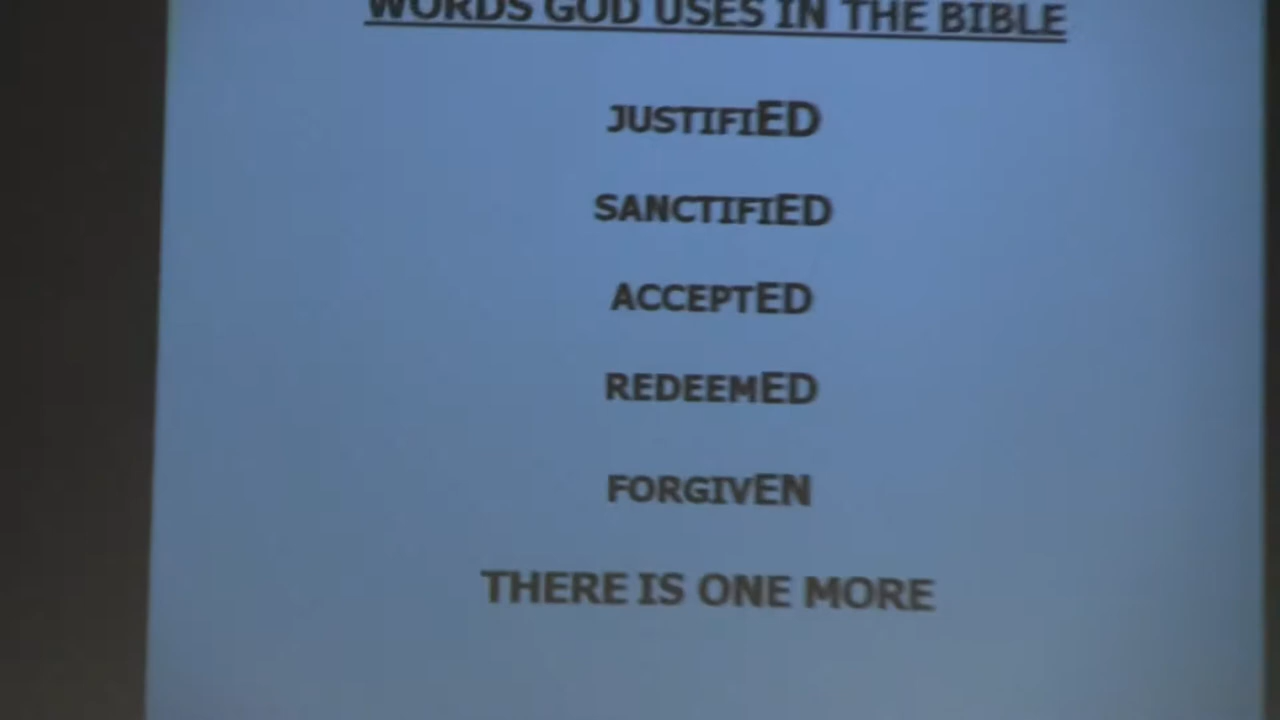 WORDS GOD USES IN THE BIBLE
JUSTIFIED
SANCTIFIED
ACCEPTED
REDEEMED
FORGIVEN
THERE IS ONE MORE